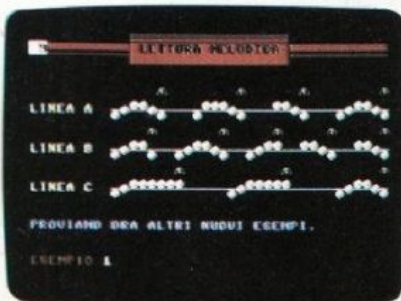 LETTURA MELODICA
LINEA A
LINEA B
LINEA C
PROVIAMO ORA ALTRI NUOVI ESEMPI.
ESEMPIO 1